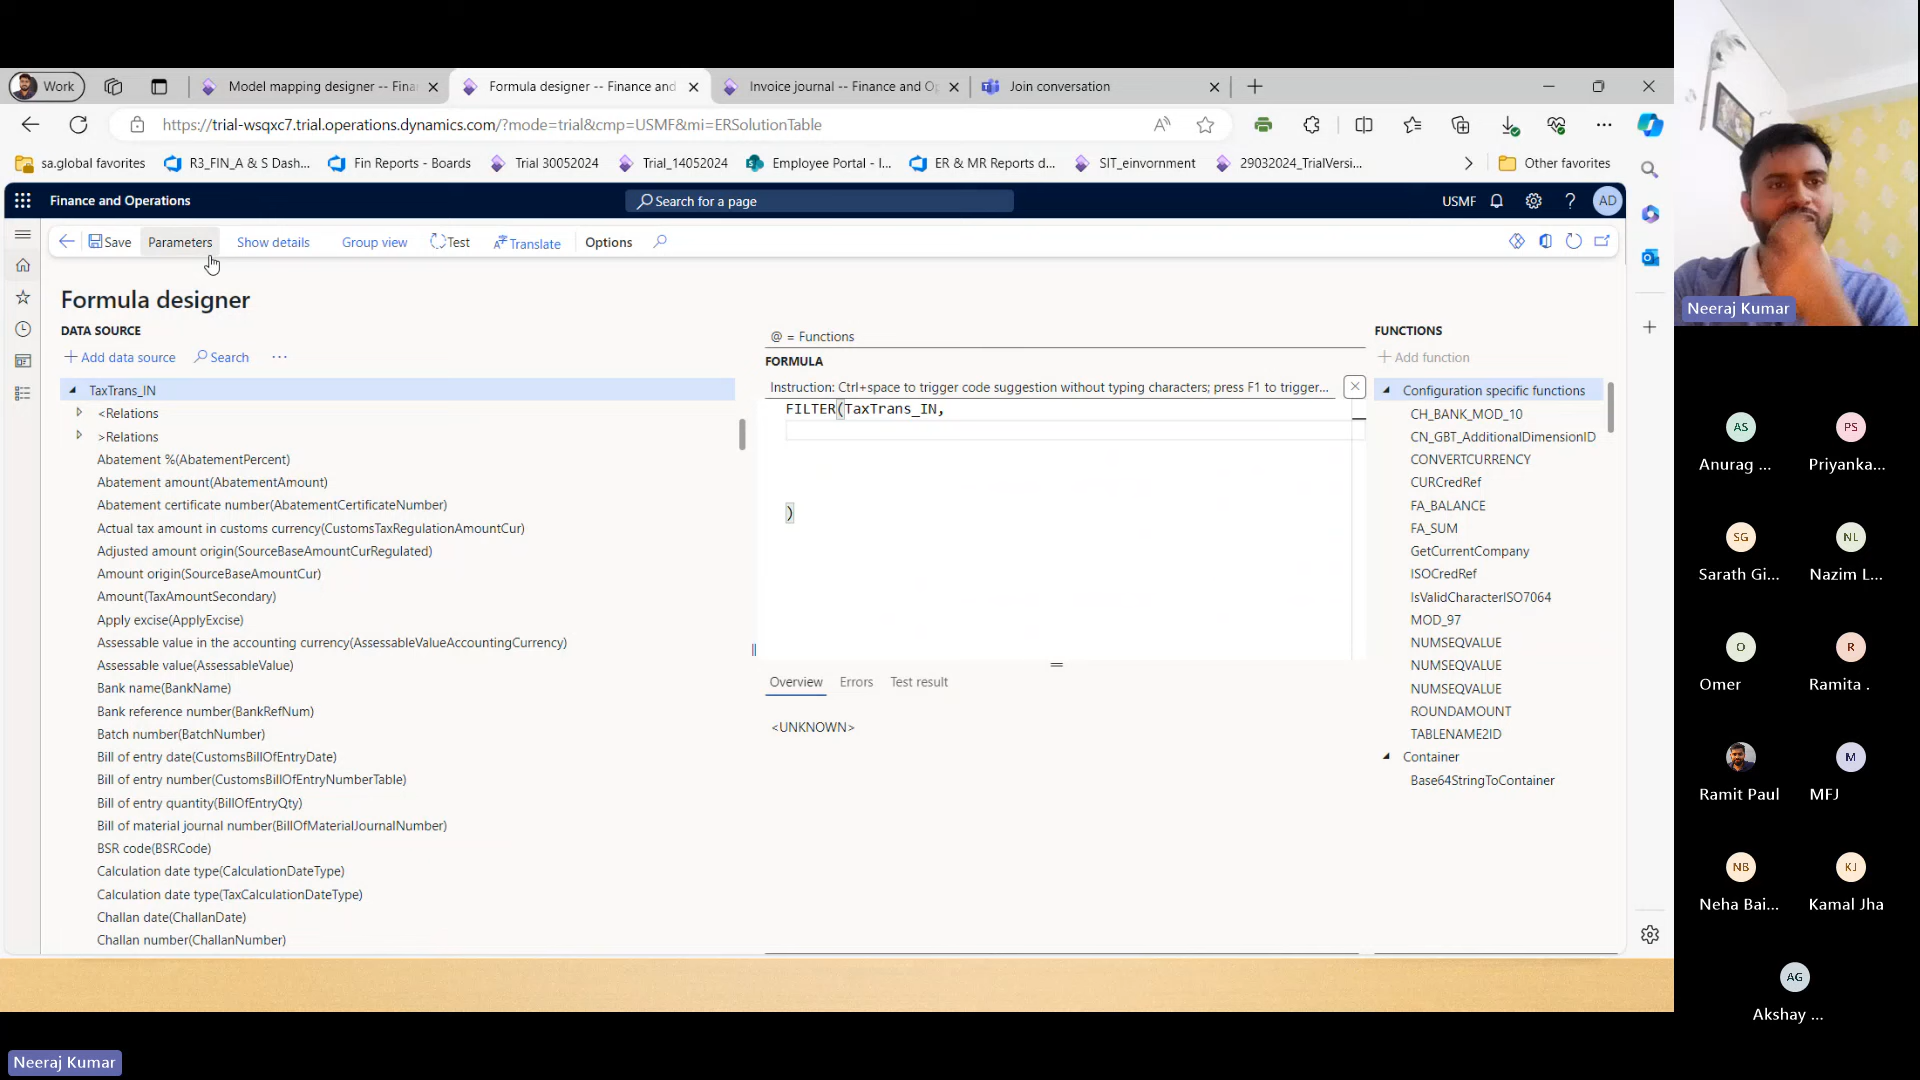 Work
Model mapping designer -- Fina
Formula designer -- Finance and
Invoice journal -- Finance and O
Join conversation
https://trial-wsqxc7.trial.operations.dynamics.com/?mode=trial&cmp=USMF&mi=ERSolutionTable
sa.global favorites
R3_FIN_A & S Dash...
Fin Reports - Boards
Trial 30052024
Trial_14052024
Employee Portal - I...
ER & MR Reports d...
SIT_einvornment
29032024_TrialVersi...
Other favorites
Finance and Operations
Search for a page
USMF
AD
Save
Parameters
Show details
Group view
Test
Translate
Options
Formula designer
DATA SOURCE
Add data source
Search
TaxTrans_IN
<Relations
>Relations
Abatement %(AbatementPercent)
Abatement amount(AbatementAmount)
Abatement certificate number(AbatementCertificateNumber)
Actual tax amount in customs currency(CustomsTaxRegulationAmountCur)
Adjusted amount origin(SourceBaseAmountCurRegulated)
Amount origin(SourceBaseAmountCur)
Amount(TaxAmountSecondary)
Apply excise(ApplyExcise)
Assessable value in the accounting currency(AssessableValueAccountingCurrency)
Assessable value(AssessableValue)
Bank name(BankName)
Bank reference number(BankRefNum)
Batch number(BatchNumber)
Bill of entry date(CustomsBillOfEntryDate)
Bill of entry number(CustomsBillOfEntryNumberTable)
Bill of entry quantity(BillOfEntryQty)
Bill of material journal number(BillOfMaterialJournalNumber)
BSR code(BSRCode)
Calculation date type(CalculationDateType)
Calculation date type(TaxCalculationDateType)
Challan date(ChallanDate)
Challan number(ChallanNumber)
@ = Functions
FORMULA
Instruction: Ctrl+space to trigger code suggestion without typing characters; press F1 to trigger...
FILTER(TaxTrans_IN,
)
Overview
Errors
Test result
<UNKNOWN>
FUNCTIONS
Add function
Configuration specific functions
CH_BANK_MOD_10
CN_GBT_AdditionalDimensionID
CONVERTCURRENCY
CURCredRef
FA_BALANCE
FA_SUM
GetCurrentCompany
ISOCredRef
IsValidCharacterISO7064
MOD_97
NUMSEQVALUE
NUMSEQVALUE
NUMSEQVALUE
ROUNDAMOUNT
TABLENAME2ID
Container
Base64StringToContainer
Neeraj Kumar
AS
PS
Anurag ...
Priyanka...
SG
NL
Sarath Gi...
Nazim L...
O
R
Omer
Ramita .
M
Ramit Paul
MFJ
NB
KJ
Neha Bai...
Kamal Jha
AG
Akshay ...
Neeraj Kumar